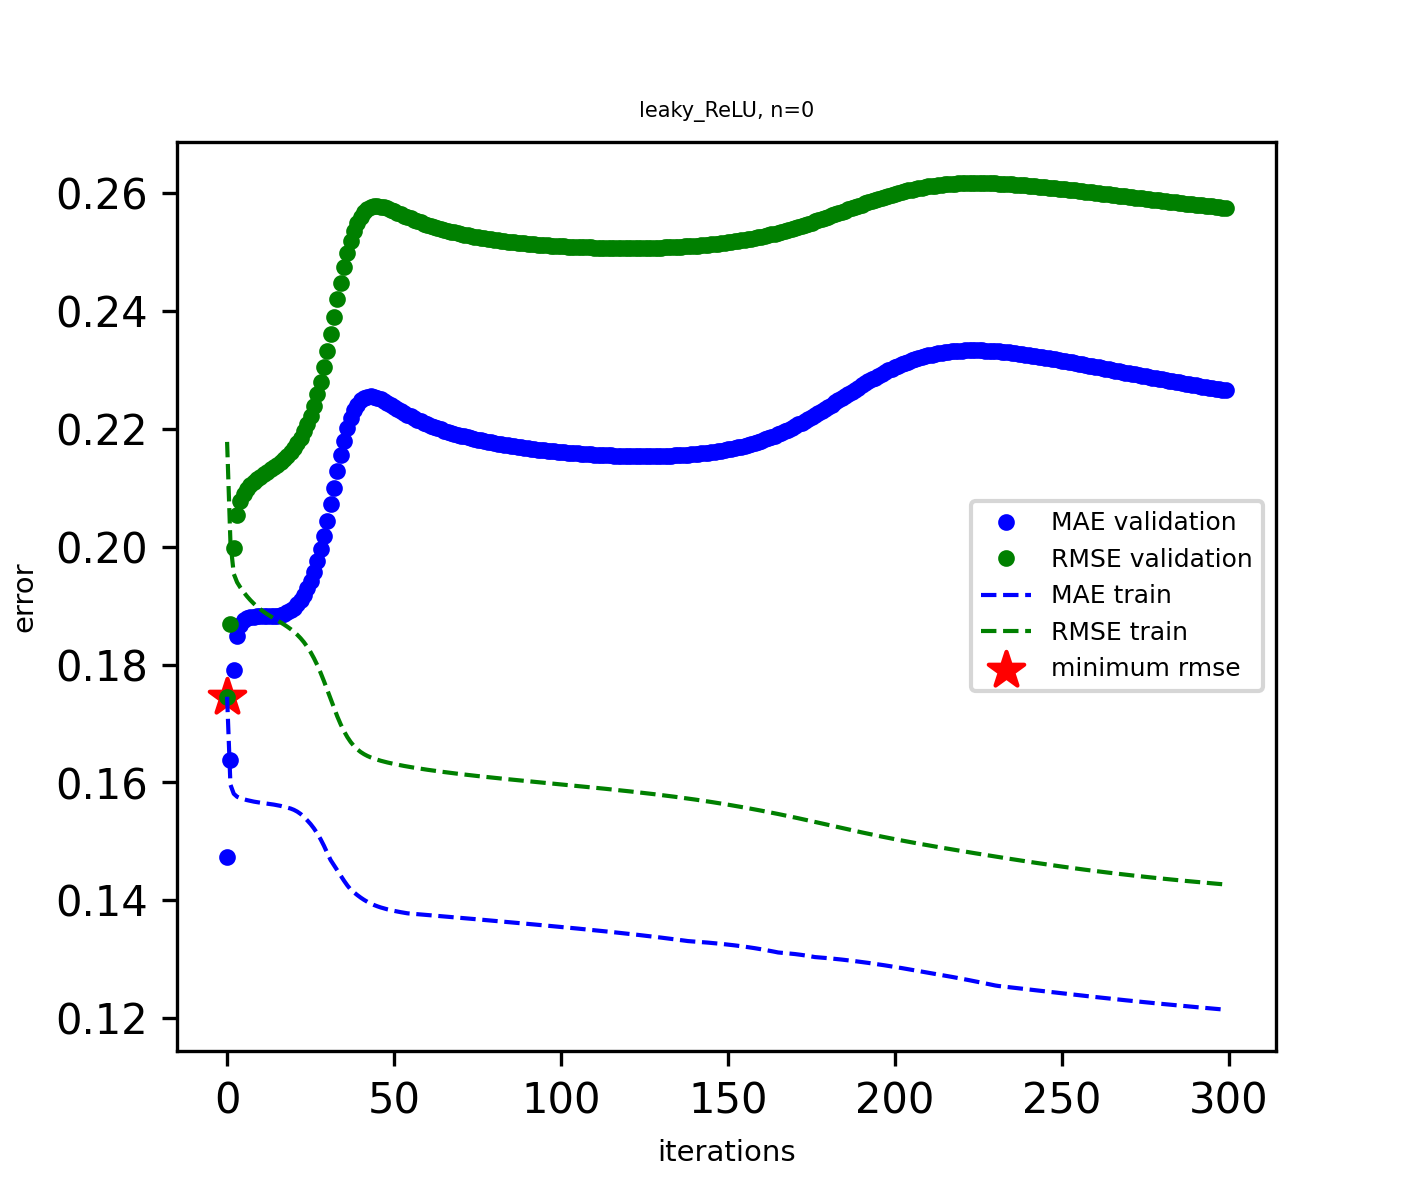 leaky_ReLU, n=0
error
0.26
0.24
0.22
0.20
0.18
0.16
0.14
0.12
MAE validation
RMSE validation
MAE train
RMSE train
minimum rmse
0 50 100 150 200 250 300
iterations